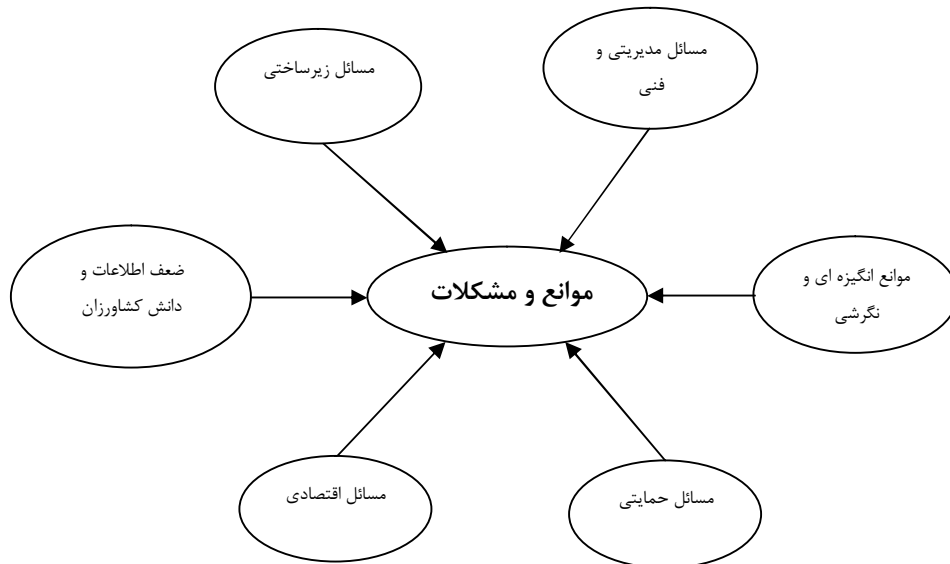 مسائل مدیریتی و
فنی
مسائل زیرساختی
موانع انگیزه ای و
نگرشی
موانع و مشکلات
ضعف اطلاعات و
دانش کشاورزان
مسائل حمایتی
مسائل اقتصادی